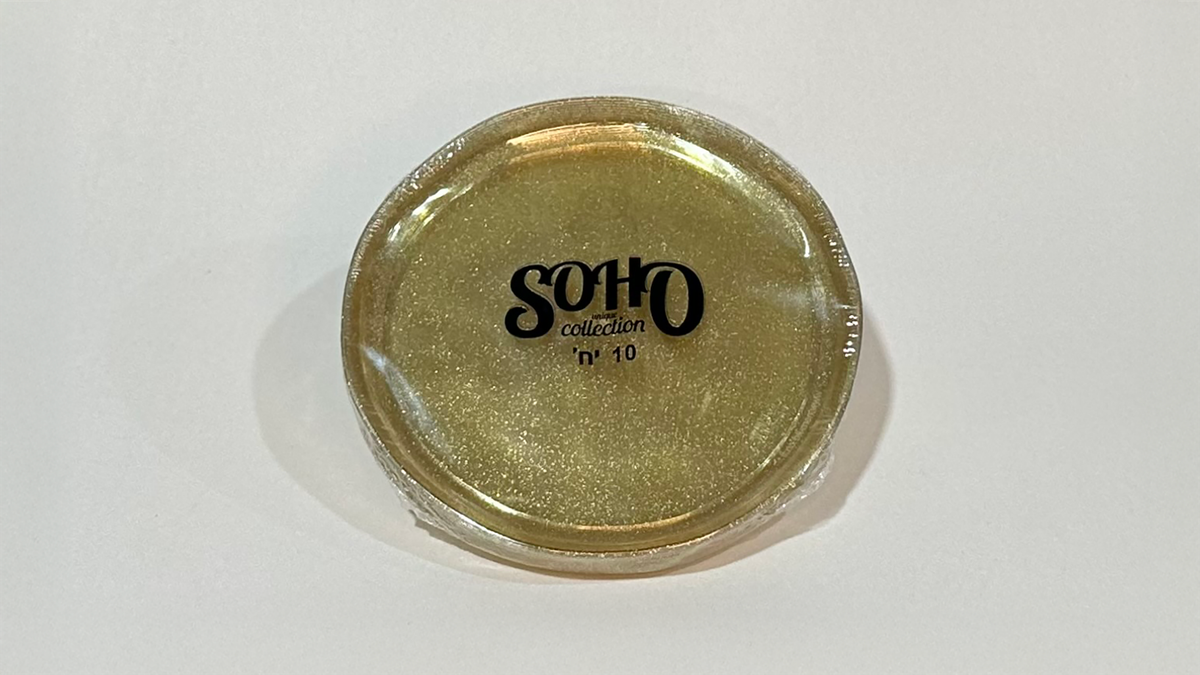 SOHO
unique
collection
10 יח'